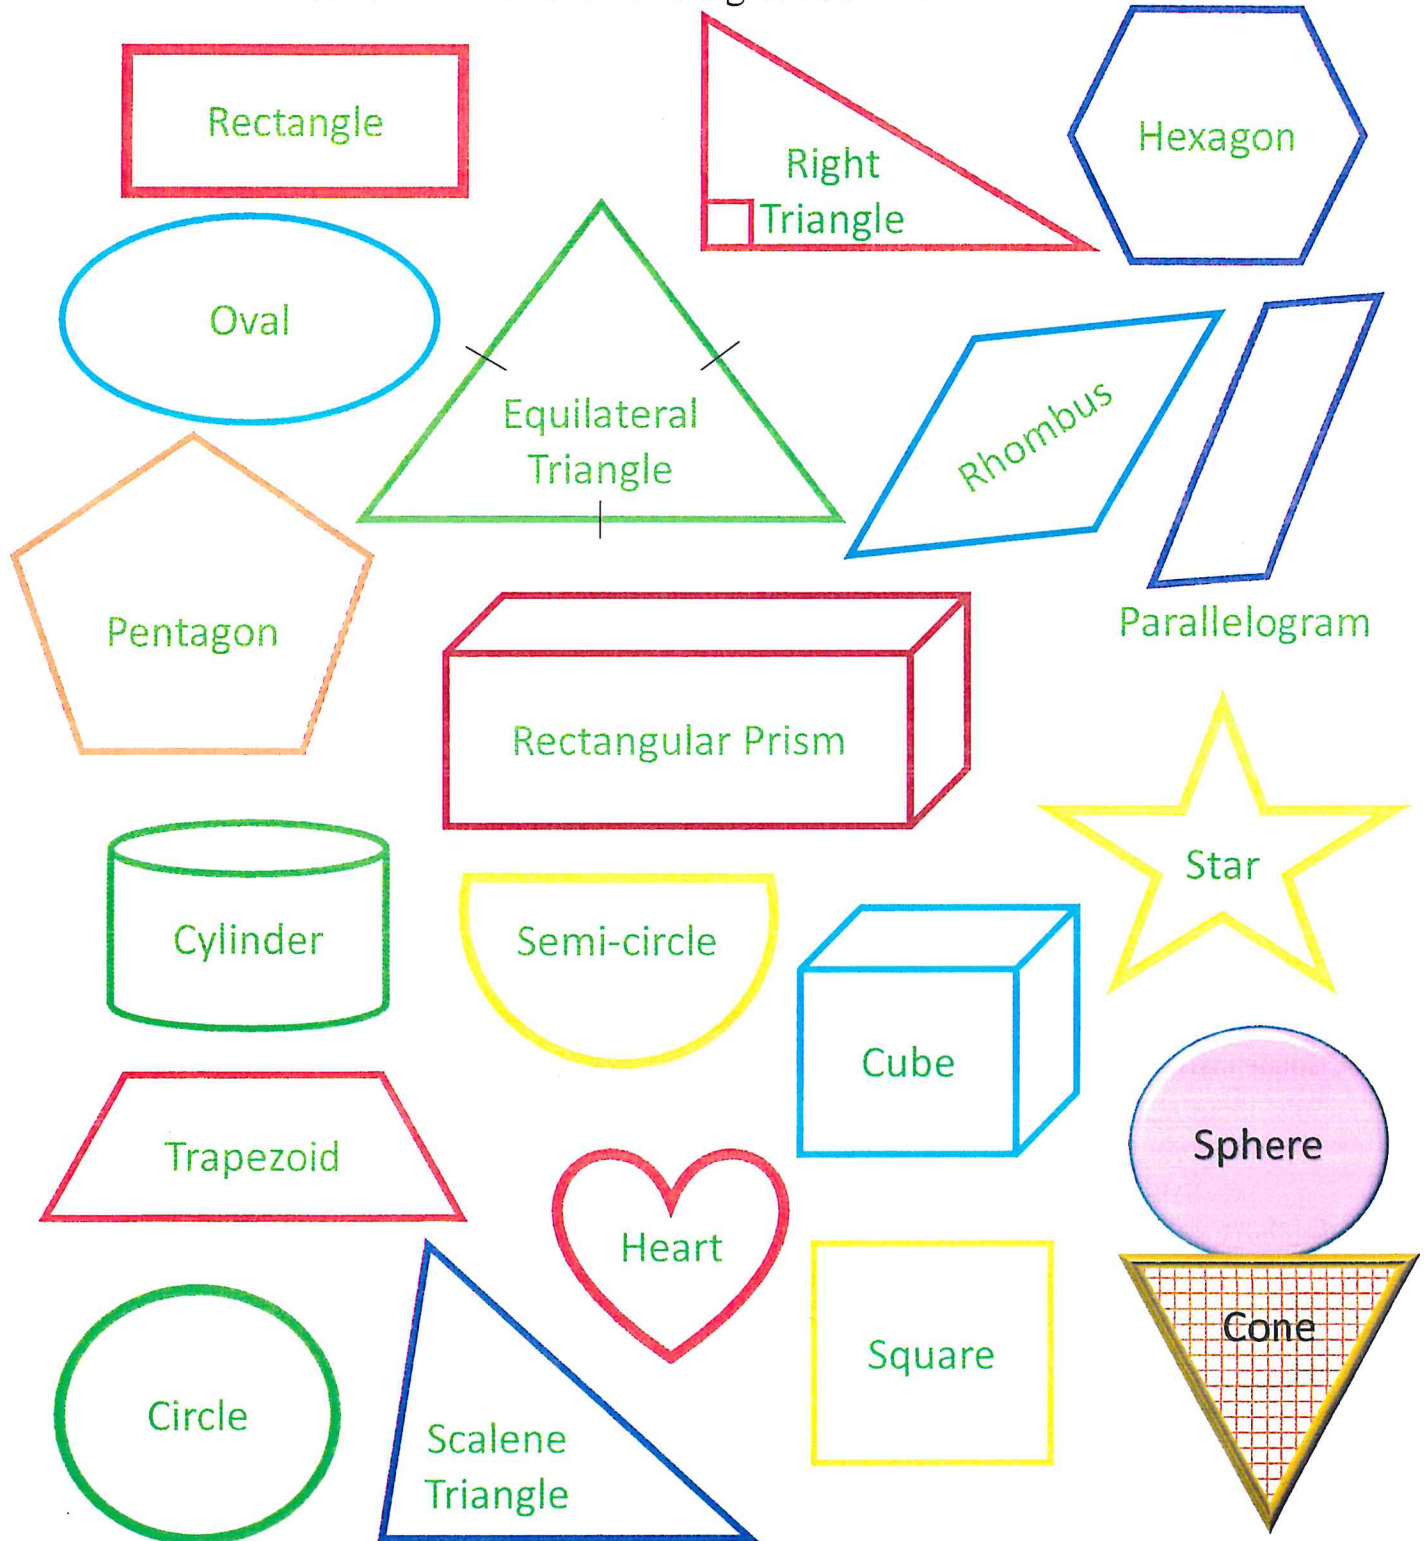 Rectangle
Right
Triangle
Hexagon
Oval
Equilateral
Triangle
Rhombus
Parallelogram
Pentagon
Rectangular Prism
Star
Cylinder
Semi-circle
Cube
Sphere
Trapezoid
Heart
Cone
Square
Circle
Scalene
Triangle